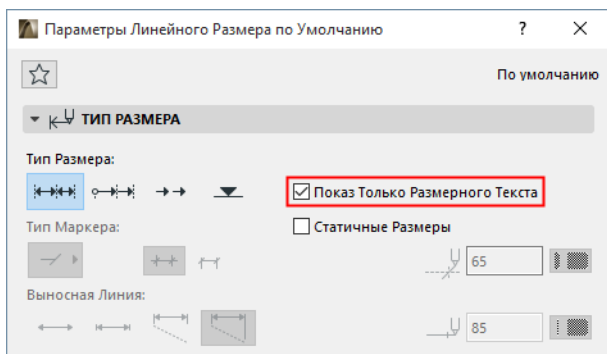 Параметры Линейного Размера по Умолчанию ?
По умолчанию
ТИП РАЗМЕРА
Тип Размера:
Показ Только Размерного Текста
Тип Маркера:
Статичные Размеры
65
Выносная Линия:
85